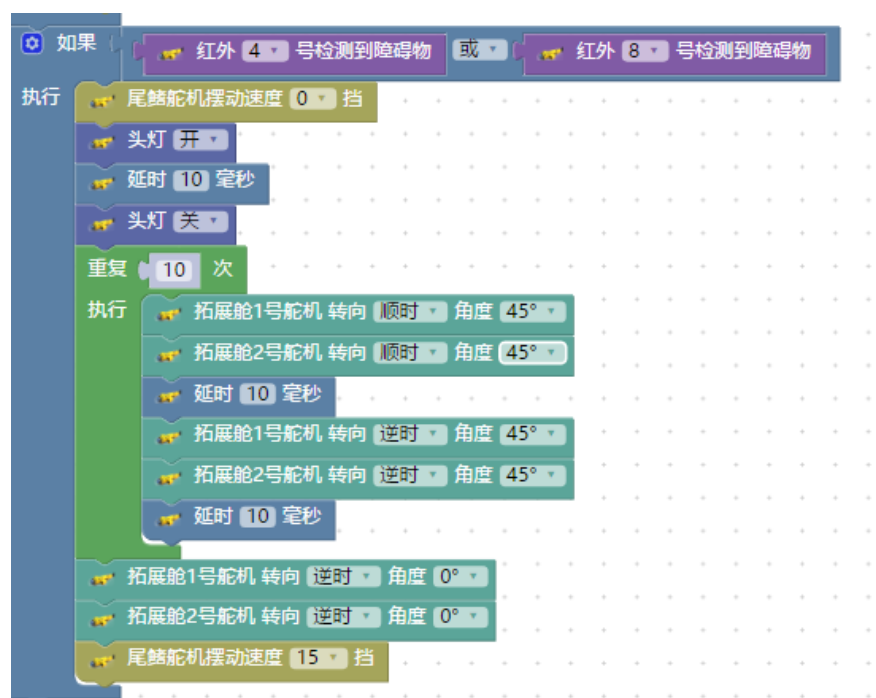 如果 红外 4 号检测到障碍物 或 红外 8 号检测到障碍物
执行 尾鳍舵机摆动速度 0 挡
头灯 开
延时 10 毫秒
头灯 关
重复 10 次
执行 拓展舱1号舵机 转向 顺时 角度 45°
拓展舱2号舵机 转向 顺时 角度 45°
延时 10 毫秒
拓展舱1号舵机 转向 逆时 角度 45°
拓展舱2号舵机 转向 逆时 角度 45°
延时 10 毫秒
拓展舱1号舵机 转向 逆时 角度 0°
拓展舱2号舵机 转向 逆时 角度 0°
尾鳍舵机摆动速度 15 挡